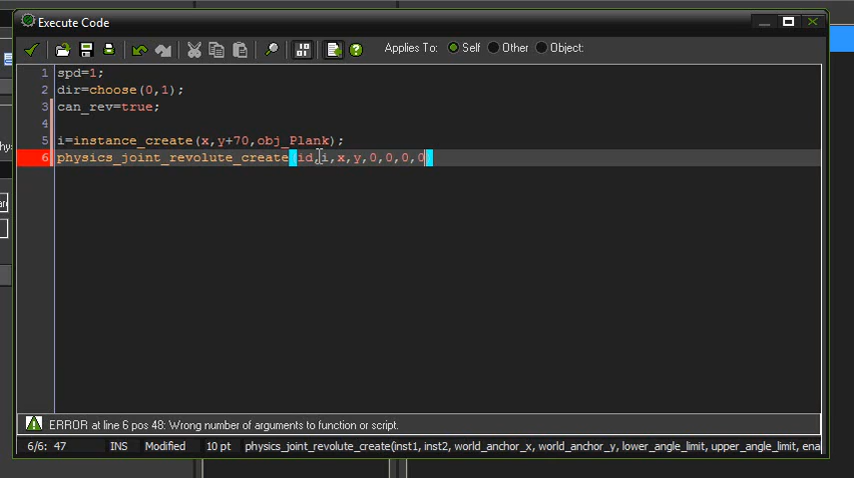 Execute Code
Applies To: Self Other Object:
1 spd=1;
2 dir=choose(0,1);
3 can_rev=true;
4
5 i=instance_create(x,y+70,obj_Plank);
6 physics_joint_revolute_create(id,i,x,y,0,0,0,0)
ERROR at line 6 pos 48: Wrong number of arguments to function or script.
6/6: 47 INS Modified 10 pt physics_joint_revolute_create(inst1, inst2, world_anchor_x, world_anchor_y, lower_angle_limit, upper_angle_limit, ena